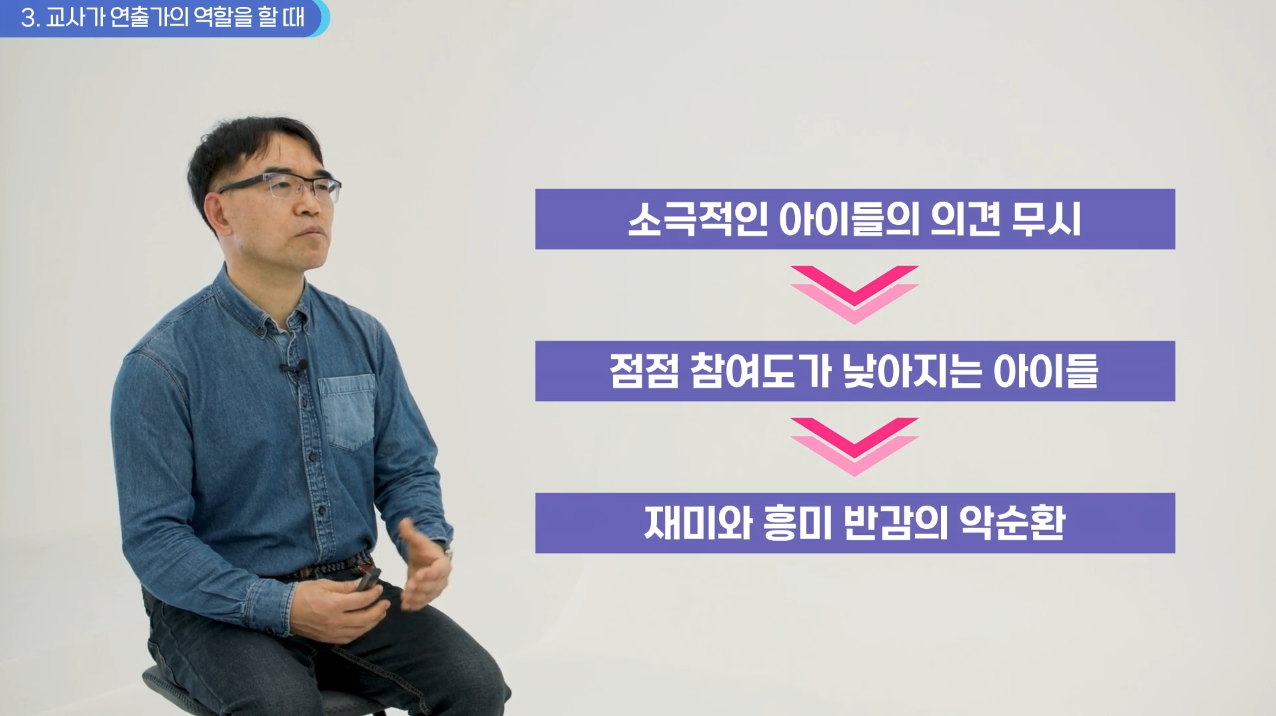 3. 교사가 연출가의 역할을 할 때
소극적인 아이들의 의견 무시
점점 참여도가 낮아지는 아이들
재미와 흥미 반감의 악순환